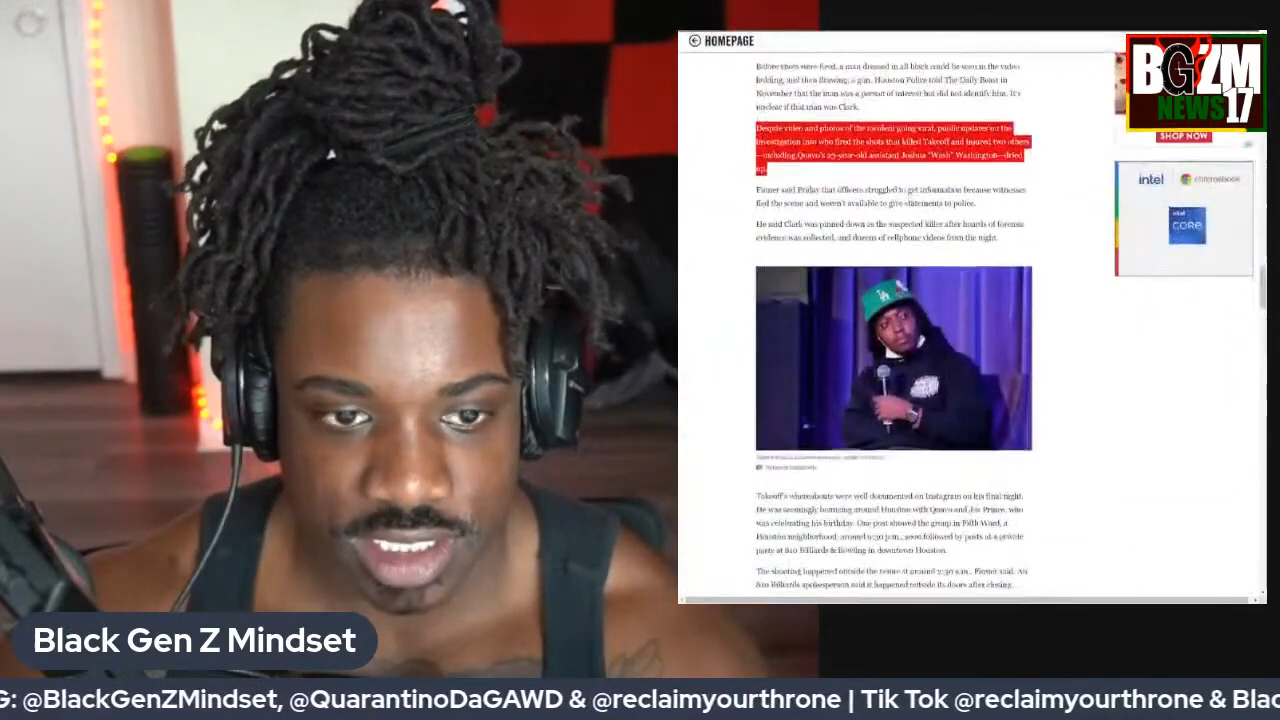 HOMEPAGE
Before shots were fired, a man dressed in all black could be seen in the video
holding, and then drawing, a gun. Houston Police told The Daily Beast in
November that the man was a person of interest but did not identify him. It's
unclear if that man was Clark.
Despite video and photos of the incident going viral, public updates on the
investigation into who fired the shots that killed Takeoff and injured two others
—including Quavo's 23-year-old assistant Joshua "Wash" Washington—dried
up.
Finner said Friday that officers struggled to get information because witnesses
fled the scene and weren't available to give statements to police.
He said Clark was pinned down as the suspected killer after hoards of forensic
evidence was collected, and dozens of cellphone videos from the night.
Takeoff's whereabouts were well documented on Instagram on his final night.
He was seemingly bouncing around Houston with Quavo and Jas Prince, who
was celebrating his birthday. One post showed the group in Fifth Ward, a
Houston neighborhood, around 9:30 p.m., soon followed by posts at a private
party at 810 Billiards & Bowling in downtown Houston.
The shooting happened outside the venue at around 2:30 a.m., Finner said. An
810 Billiards spokesperson said it happened outside its doors after closing.
BGZM
NEWS 17
SHOP NOW
intel chromebook
intel
CORE
Black Gen Z Mindset
G: @BlackGenZMindset, @QuarantinoDaGAWD & @reclaimyourthrone | Tik Tok @reclaimyourthrone & Blac